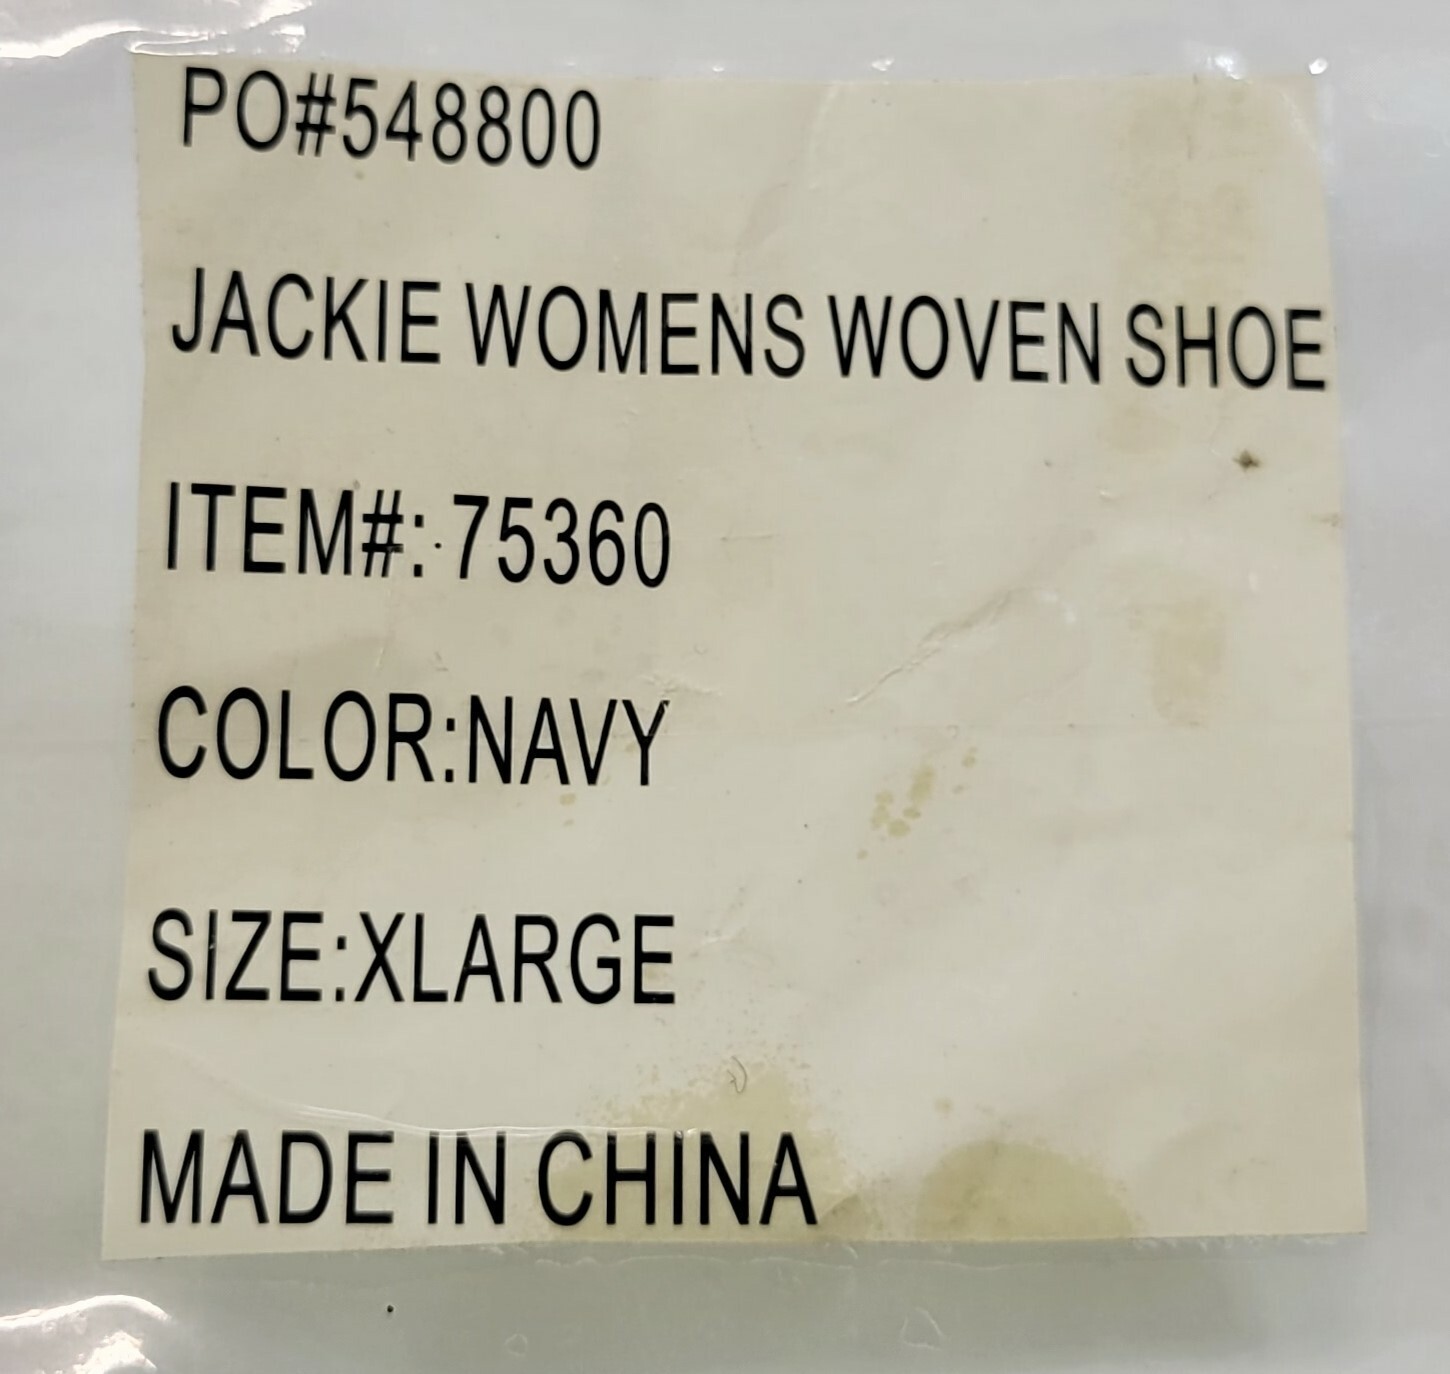 PO#548800
JACKIE WOMENS WOVEN SHOE
ITEM#: 75360
COLOR:NAVY
SIZE:XLARGE
MADE IN CHINA